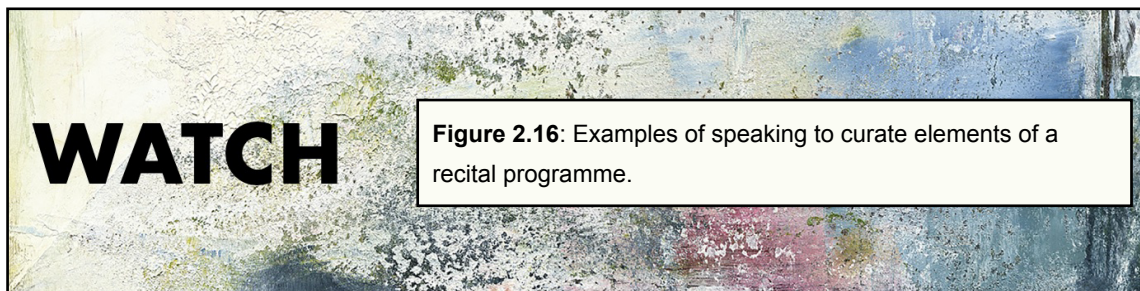 WATCH
Figure 2.16: Examples of speaking to curate elements of a
recital programme.